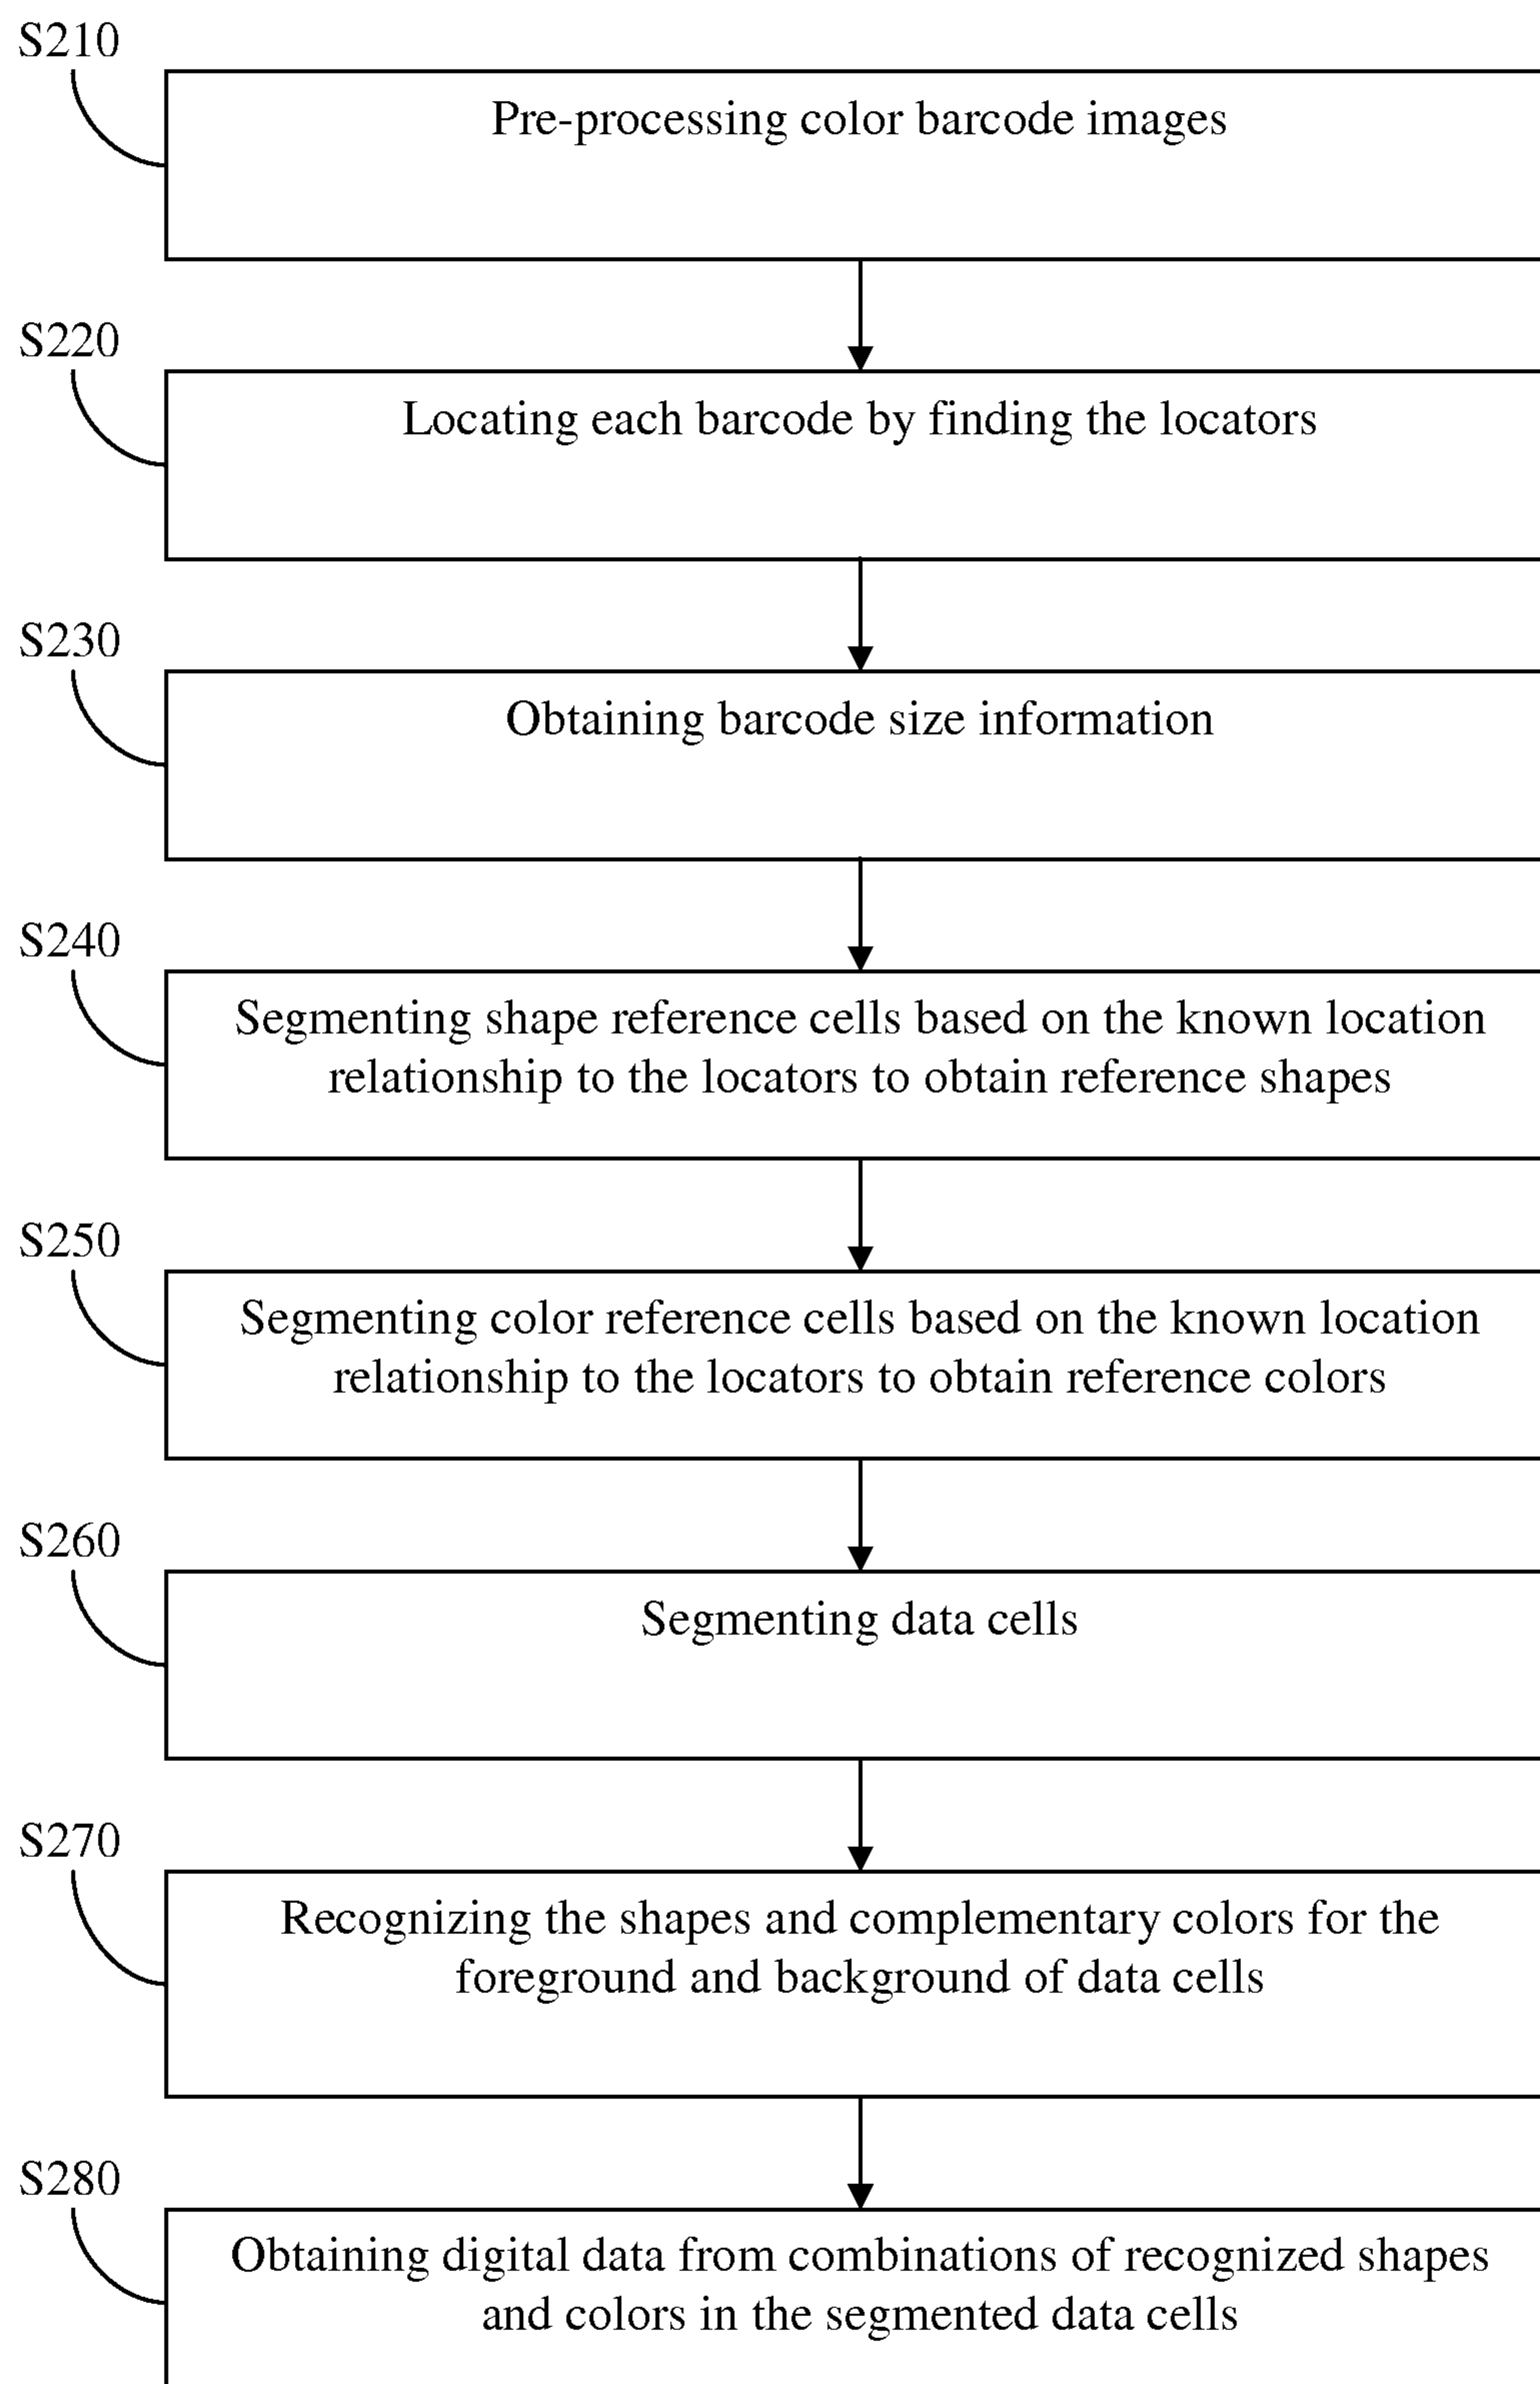 S210
Pre-processing color barcode images
S220
Locating each barcode by finding the locators
S230
Obtaining barcode size information
S240
Segmenting shape reference cells based on the known location
relationship to the locators to obtain reference shapes
S250
Segmenting color reference cells based on the known location
relationship to the locators to obtain reference colors
S260
Segmenting data cells
S270
Recognizing the shapes and complementary colors for the
foreground and background of data cells
S280
Obtaining digital data from combinations of recognized shapes
and colors in the segmented data cells